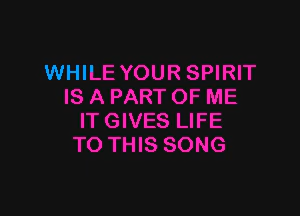 WHILE YOUR SPIRIT
IS A PART OF ME
IT GIVES LIFE
TO THIS SONG